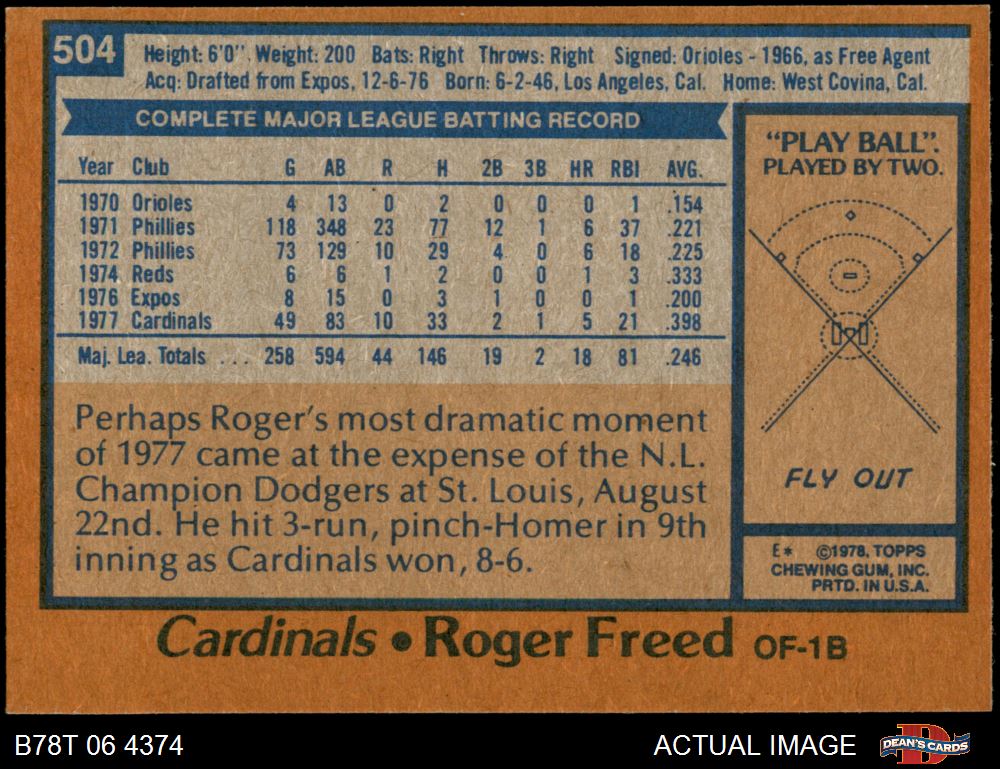 504
Height: 6'0" Weight: 200 Bats: Right Throws: Right Signed: Orioles - 1966, as Free Agent
Acq: Drafted from Expos, 12-6-76 Born: 6-2-46, Los Angeles, Cal. Home: West Covina, Cal.
COMPLETE MAJOR LEAGUE BATTING RECORD
Year Club G AB R H 2B 3B HR RBI AVG.
1970 Orioles 4 13 0 2 0 0 0 1 .154
1971 Phillies 118 348 23 77 12 1 6 37 .221
1972 Phillies 73 129 10 29 4 0 6 18 .225
1974 Reds 6 6 1 2 0 0 1 3 .333
1976 Expos 8 15 0 3 1 0 0 1 .200
1977 Cardinals 49 83 10 33 2 1 5 21 .398
Maj. Lea. Totals ... 258 594 44 146 19 2 18 81 .246
Perhaps Roger's most dramatic moment
of 1977 came at the expense of the N.L.
Champion Dodgers at St. Louis, August
22nd. He hit 3-run, pinch-Homer in 9th
inning as Cardinals won, 8-6.
"PLAY BALL".
PLAYED BY TWO.
FLY OUT
E* ©1978, TOPPS
CHEWING GUM, INC.
PRTD. IN U.S.A.
Cardinals • Roger Freed OF-1B
B78T 06 4374
ACTUAL IMAGE
B
DEAN'S CARDS